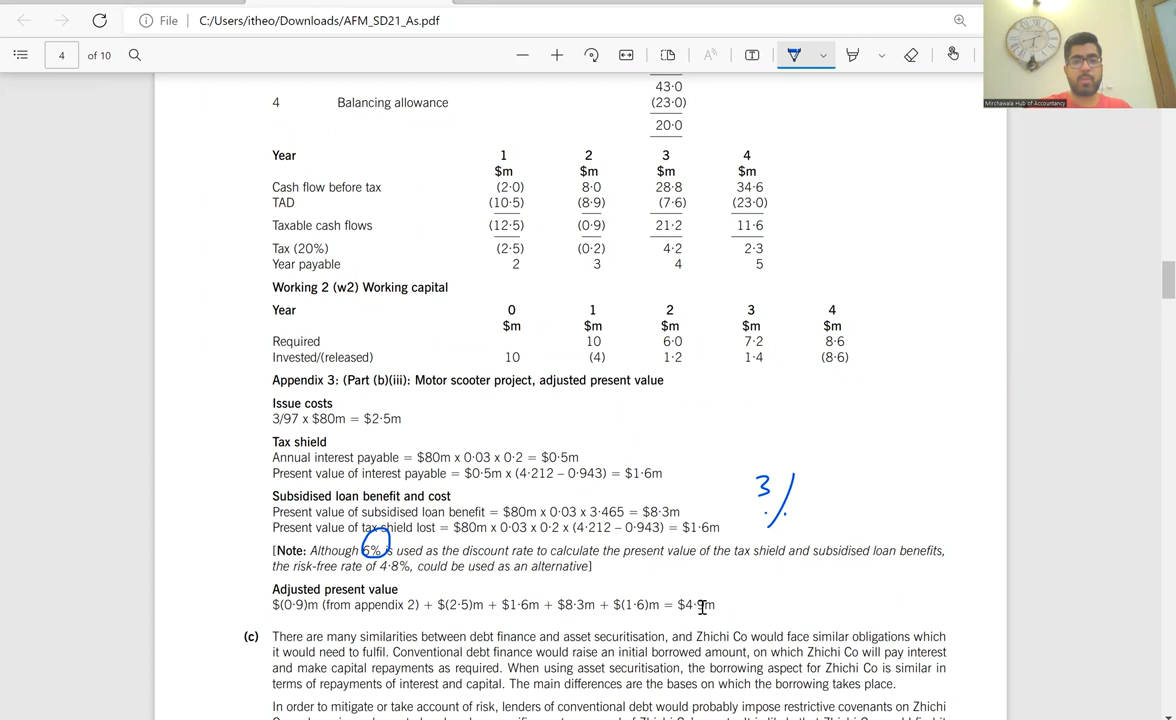 File C:/Users/itheo/Downloads/AFM_SD21_As.pdf
4 of 10
Mirchawala Hub of Accountancy
43·0
4 Balancing allowance (23·0)
20·0
Year 1 2 3 4
$m $m $m $m
Cash flow before tax (2·0) 8·0 28·8 34·6
TAD (10·5) (8·9) (7·6) (23·0)
Taxable cash flows (12·5) (0·9) 21·2 11·6
Tax (20%) (2·5) (0·2) 4·2 2·3
Year payable 2 3 4 5
Working 2 (w2) Working capital
Year 0 1 2 3 4
$m $m $m $m $m
Required 10 6·0 7·2 8·6
Invested/(released) 10 (4) 1·2 1·4 (8·6)
Appendix 3: (Part (b)(iii): Motor scooter project, adjusted present value
Issue costs
3/97 x $80m = $2·5m
Tax shield
Annual interest payable = $80m x 0·03 x 0·2 = $0·5m
Present value of interest payable = $0·5m x (4·212 – 0·943) = $1·6m
Subsidised loan benefit and cost
Present value of subsidised loan benefit = $80m x 0·03 x 3·465 = $8·3m
3%
Present value of tax shield lost = $80m x 0·03 x 0·2 x (4·212 – 0·943) = $1·6m
[Note: Although 6% is used as the discount rate to calculate the present value of the tax shield and subsidised loan benefits,
the risk-free rate of 4·8%, could be used as an alternative]
Adjusted present value
$(0·9)m (from appendix 2) + $(2·5)m + $1·6m + $8·3m + $(1·6)m = $4·9m
(c) There are many similarities between debt finance and asset securitisation, and Zhichi Co would face similar obligations which
it would need to fulfil. Conventional debt finance would raise an initial borrowed amount, on which Zhichi Co will pay interest
and make capital repayments as required. When using asset securitisation, the borrowing aspect for Zhichi Co is similar in
terms of repayments of interest and capital. The main differences are the bases on which the borrowing takes place.
In order to mitigate or take account of risk, lenders of conventional debt would probably impose restrictive covenants on Zhichi